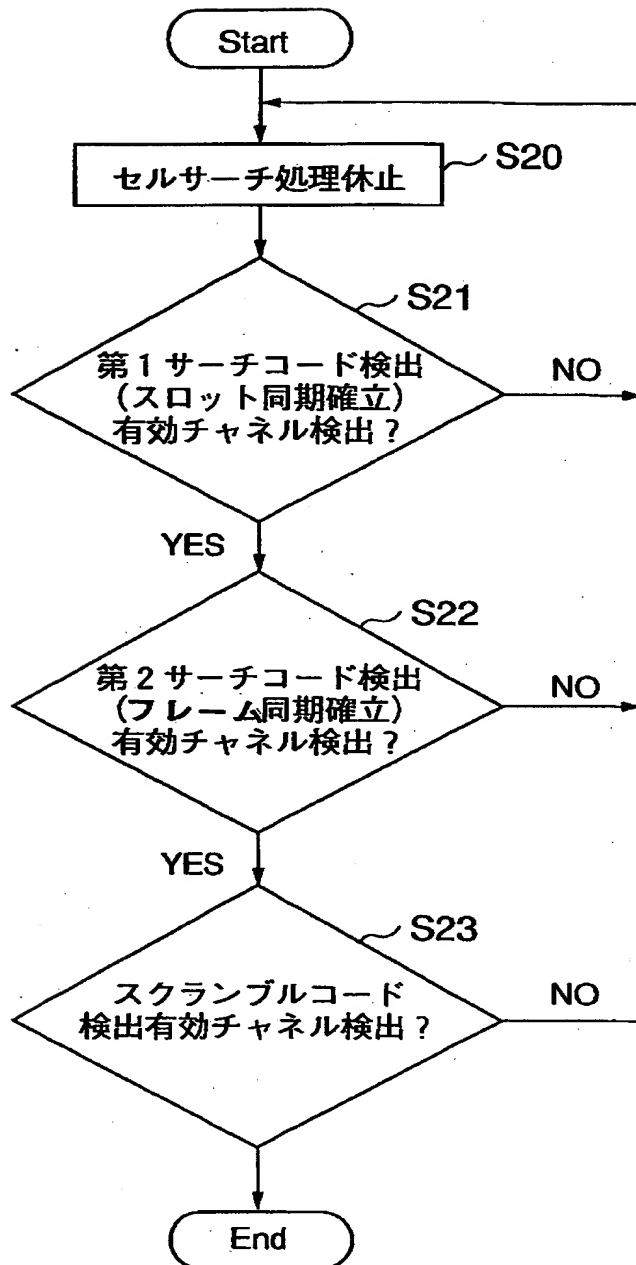 Start
セルサーチ処理休止
S20
S21
第1サーチコード検出
(スロット同期確立)
有効チャネル検出?
NO
YES
S22
第2サーチコード検出
(フレーム同期確立)
有効チャネル検出?
NO
YES
S23
スクランブルコード
検出有効チャネル検出?
NO
End